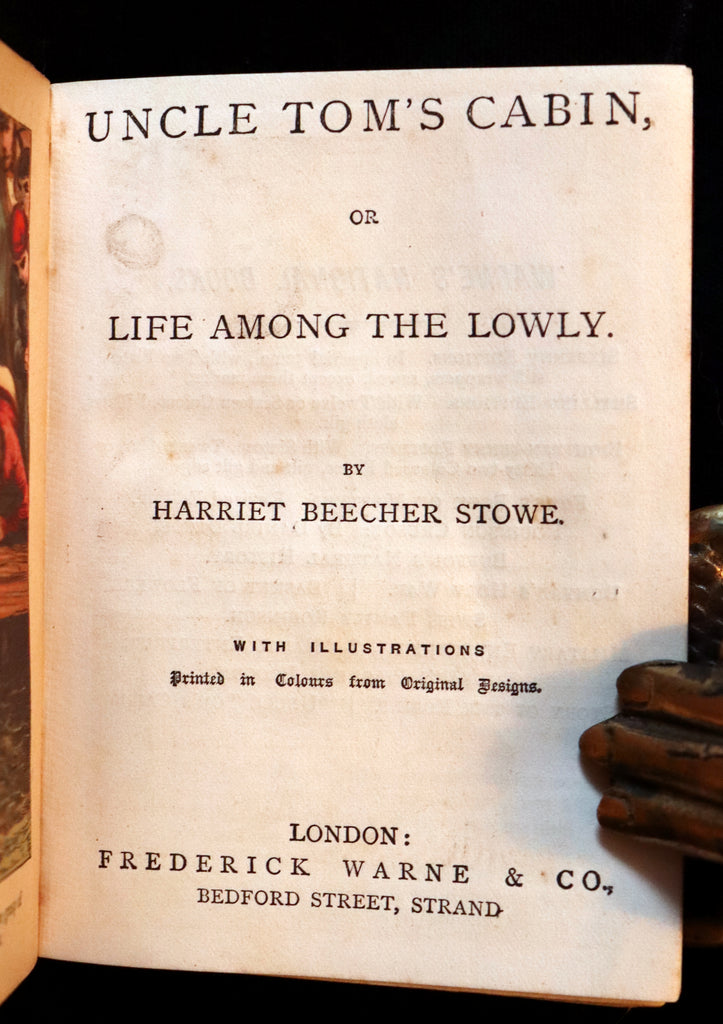 UNCLE TOM'S CABIN,
OR
LIFE AMONG THE LOWLY.
BY
HARRIET BEECHER STOWE.
WITH ILLUSTRATIONS
Printed in Colours from Original Designs.
LONDON:
FREDERICK WARNE & CO.,
BEDFORD STREET, STRAND